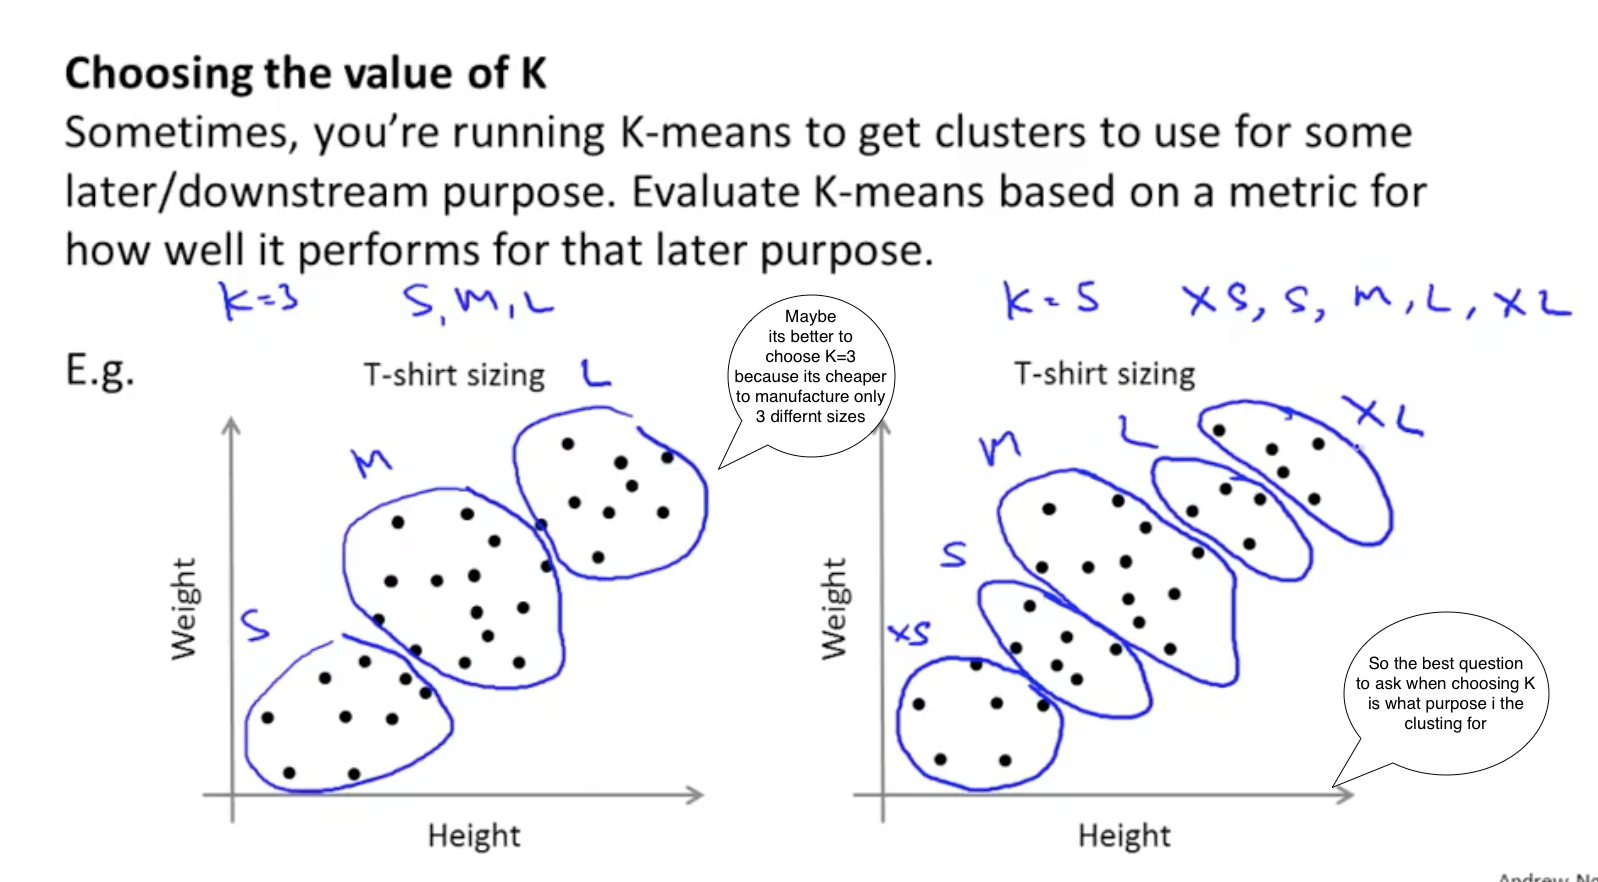 Choosing the value of K
Sometimes, you're running K-means to get clusters to use for some
later/downstream purpose. Evaluate K-means based on a metric for
how well it performs for that later purpose.
K=3 S, M, L
K=5 XS, S, M, L, XL
Maybe
its better to
choose K=3
because its cheaper
to manufacture only
3 differnt sizes
E.g.
T-shirt sizing
L
M
S
Weight
Height
T-shirt sizing
XL
L
M
S
XS
Weight
Height
So the best question
to ask when choosing K
is what purpose i the
clusting for
Andrew